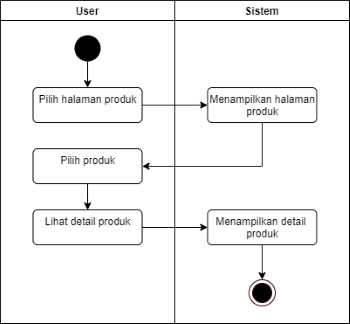 User
Sistem
Pilih halaman produk
Menampilkan halaman
produk
Pilih produk
Lihat detail produk
Menampilkan detail
produk